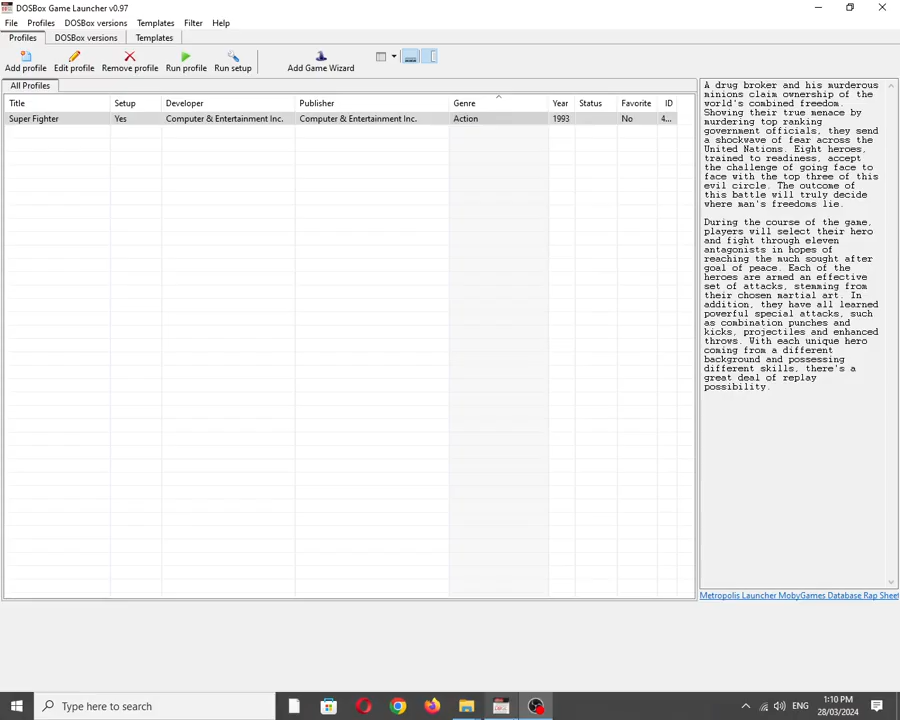 DOSBox Game Launcher v0.97
File Profiles DOSBox versions Templates Filter Help
Profiles DOSBox versions Templates
Add profile Edit profile Remove profile Run profile Run setup Add Game Wizard
All Profiles
Title Setup Developer Publisher Genre Year Status Favorite ID
Super Fighter Yes Computer & Entertainment Inc. Computer & Entertainment Inc. Action 1993 No 4...
A drug broker and his murderous
minions claim ownership of the
world's combined freedom.
Showing their true menace by
murdering top ranking
government officials, they send
a shockwave of fear across the
United Nations. Eight heroes,
trained to readiness, accept
the challenge of going face to
face with the top three of this
evil circle. The outcome of
this battle will truly decide
where man's freedoms lie.
During the course of the game,
players will select their hero
and fight through eleven
antagonists in hopes of
reaching the much sought after
goal of peace. Each of the
heroes are armed an effective
set of attacks, stemming from
their chosen martial art. In
addition, they have all learned
powerful special attacks, such
as combination punches and
kicks, projectiles and enhanced
throws. With each unique hero
coming from a different
background and possessing
different skills, there's a
great deal of replay
possibility.
Metropolis Launcher MobyGames Database Rap Sheet
Type here to search
ENG
1:10 PM
28/03/2024